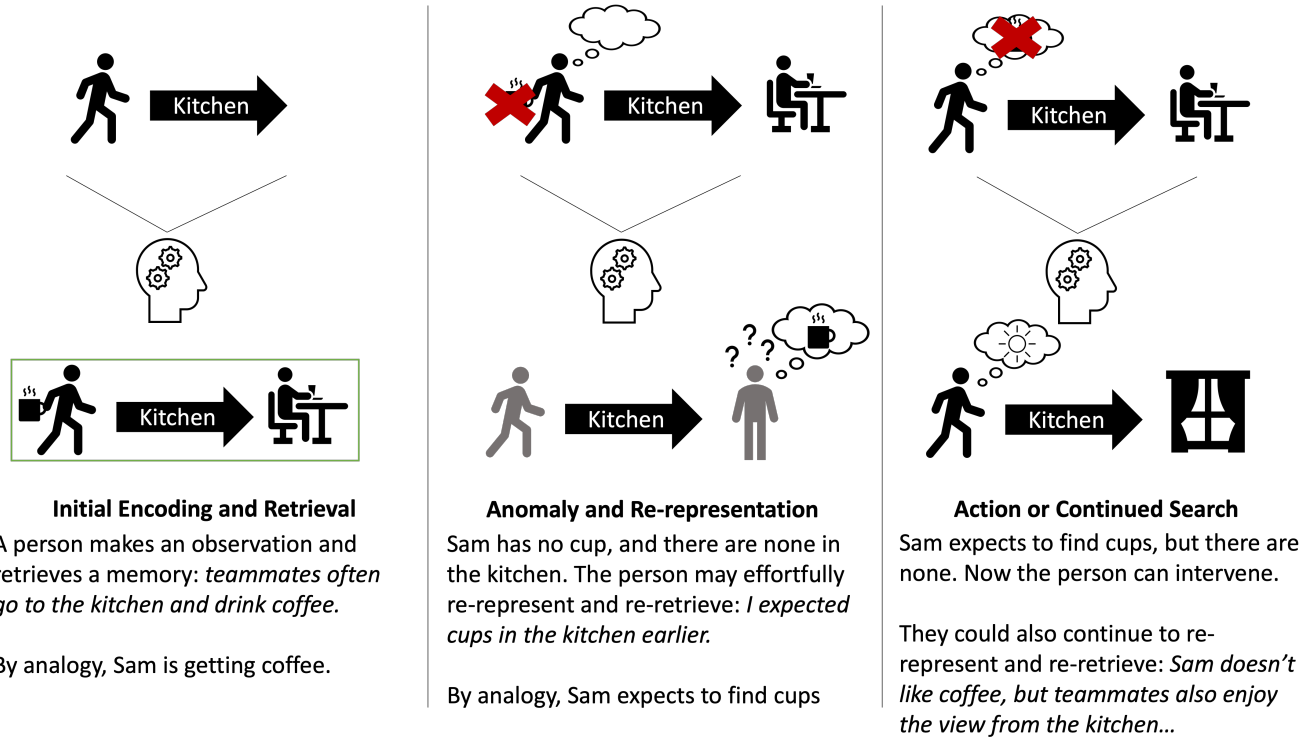 Kitchen
Kitchen
Kitchen
Kitchen
? ? ?
Kitchen
Kitchen
Initial Encoding and Retrieval
A person makes an observation and
retrieves a memory: teammates often
go to the kitchen and drink coffee.
By analogy, Sam is getting coffee.
Anomaly and Re-representation
Sam has no cup, and there are none in
the kitchen. The person may effortfully
re-represent and re-retrieve: I expected
cups in the kitchen earlier.
By analogy, Sam expects to find cups
Action or Continued Search
Sam expects to find cups, but there are
none. Now the person can intervene.
They could also continue to re-
represent and re-retrieve: Sam doesn’t
like coffee, but teammates also enjoy
the view from the kitchen…